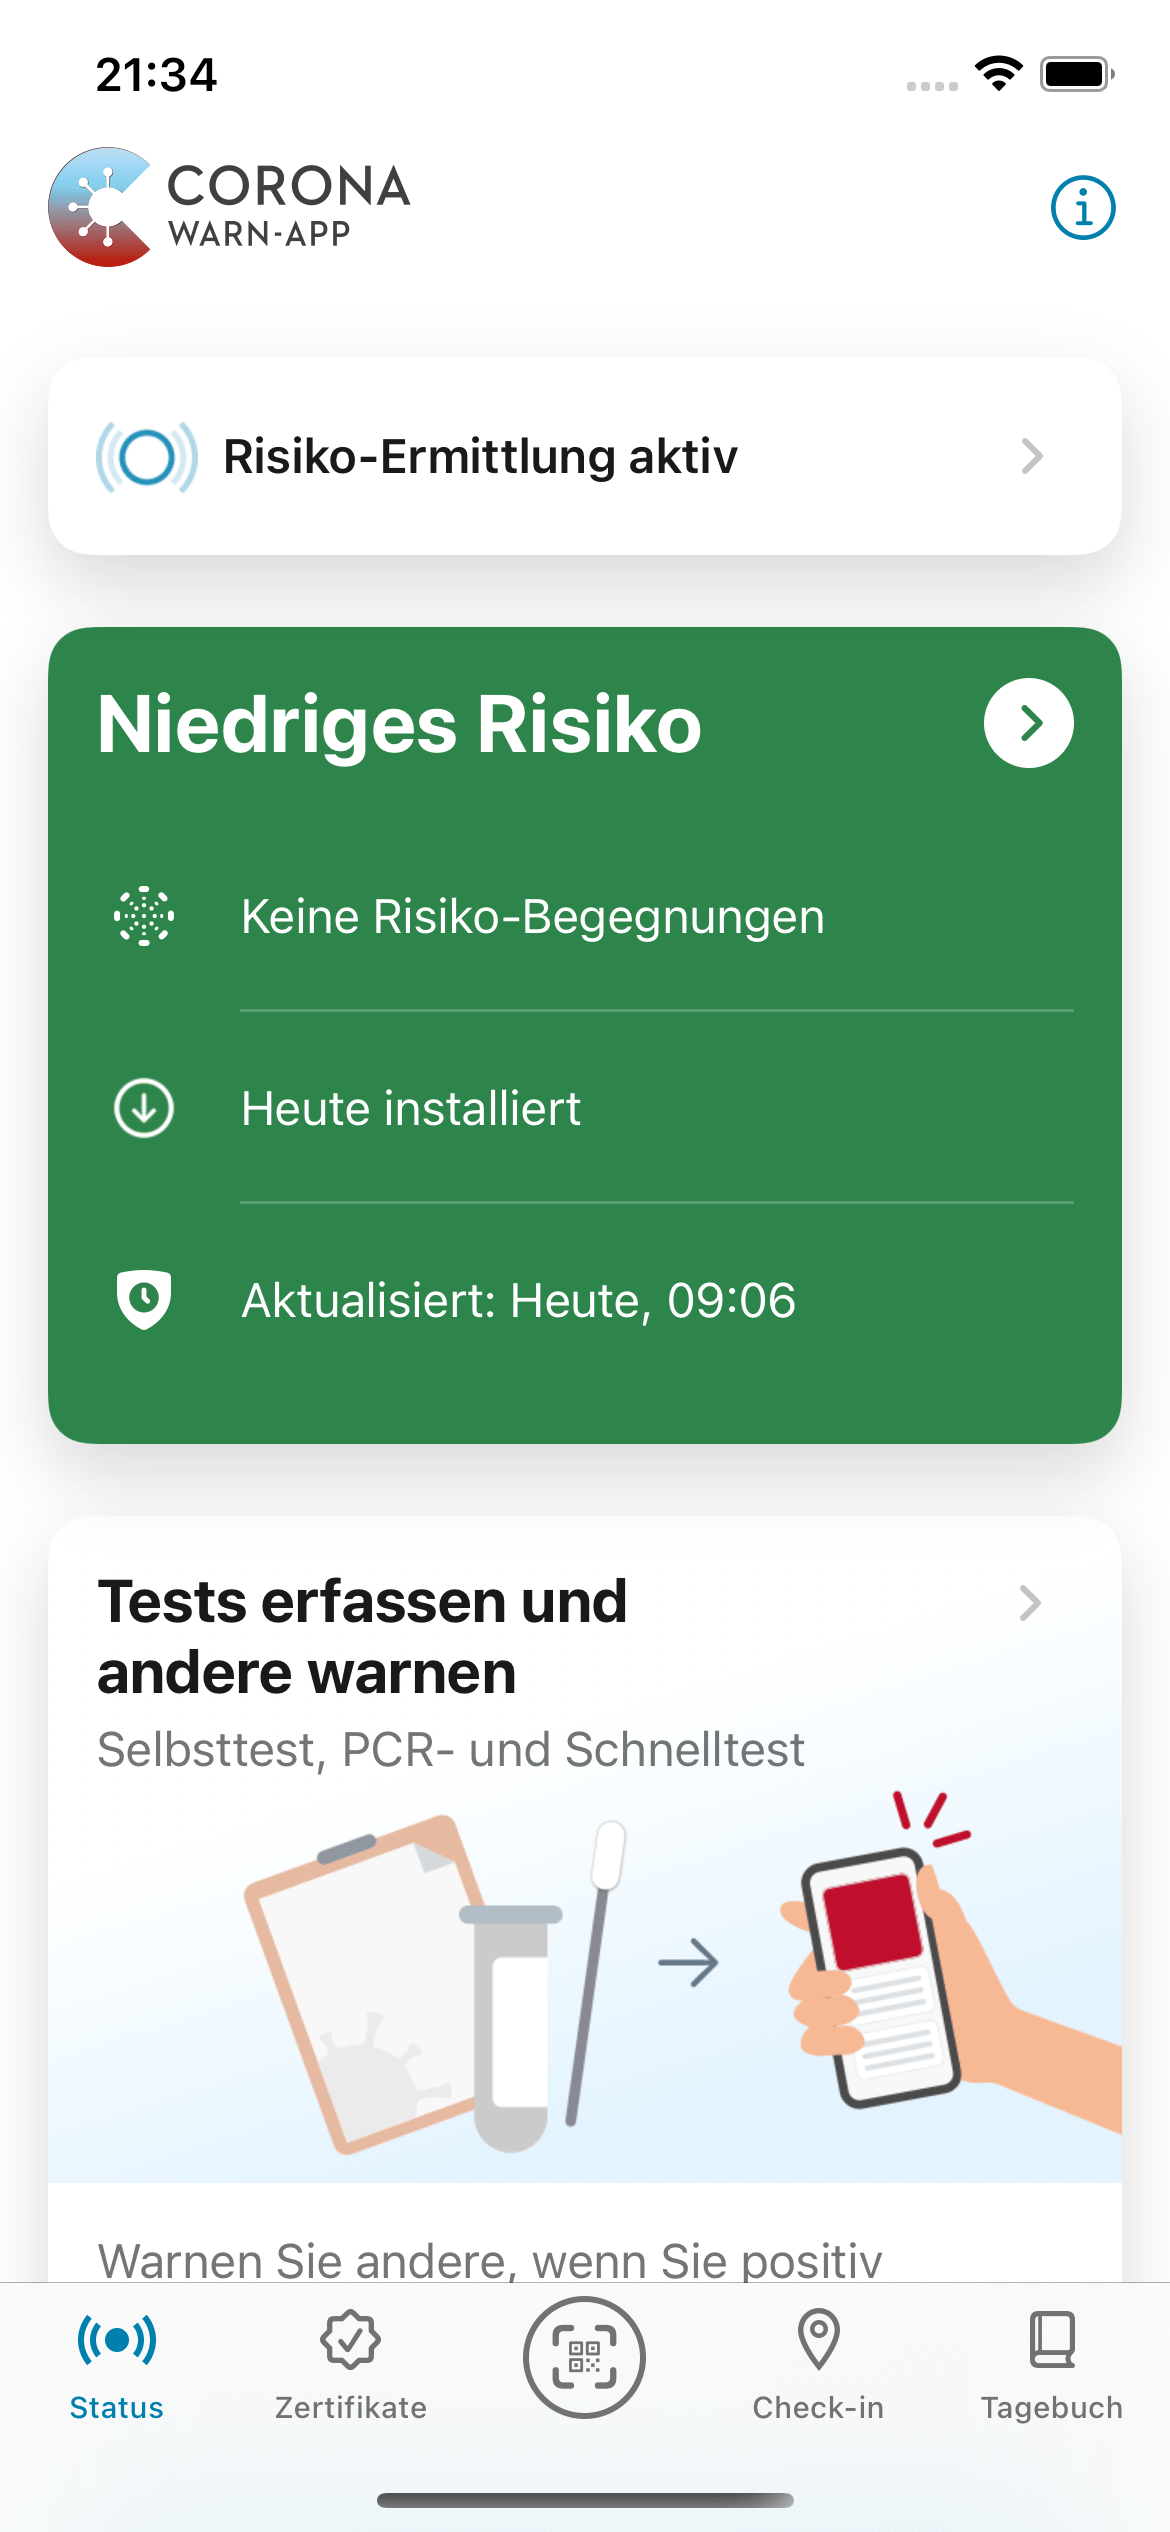 21:34
CORONA
WARN-APP
Risiko-Ermittlung aktiv
Niedriges Risiko
Keine Risiko-Begegnungen
Heute installiert
Aktualisiert: Heute, 09:06
Tests erfassen und
andere warnen
Selbsttest, PCR- und Schnelltest
Warnen Sie andere, wenn Sie positiv
Status
Zertifikate
Check-in
Tagebuch